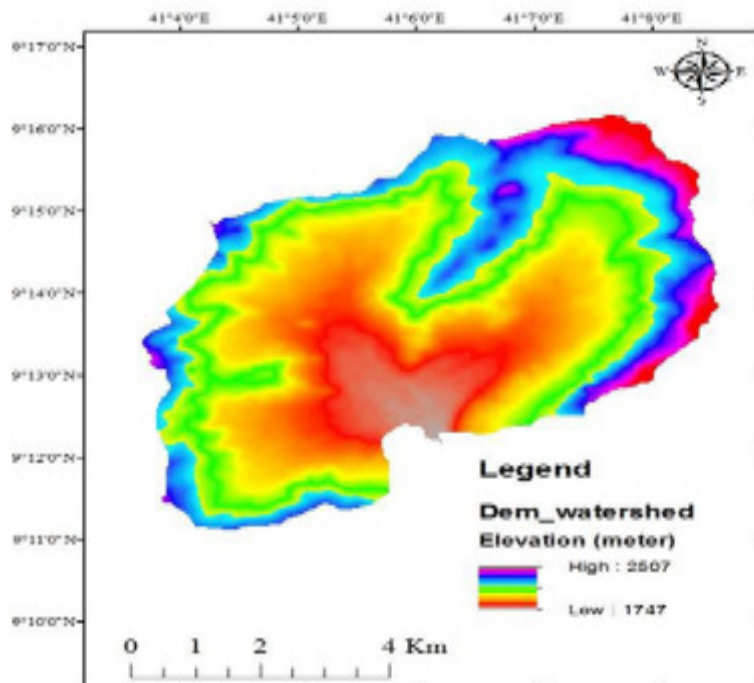 41°4'0"E 41°5'0"E 41°6'0"E 41°7'0"E 41°8'0"E
9°17'0"N
N
W E
S
9°16'0"N
9°15'0"N
9°14'0"N
9°13'0"N
9°12'0"N
Legend
Dem_watershed
9°11'0"N
Elevation (meter)
High : 2507
Low : 1747
9°10'0"N
0 1 2 4 Km